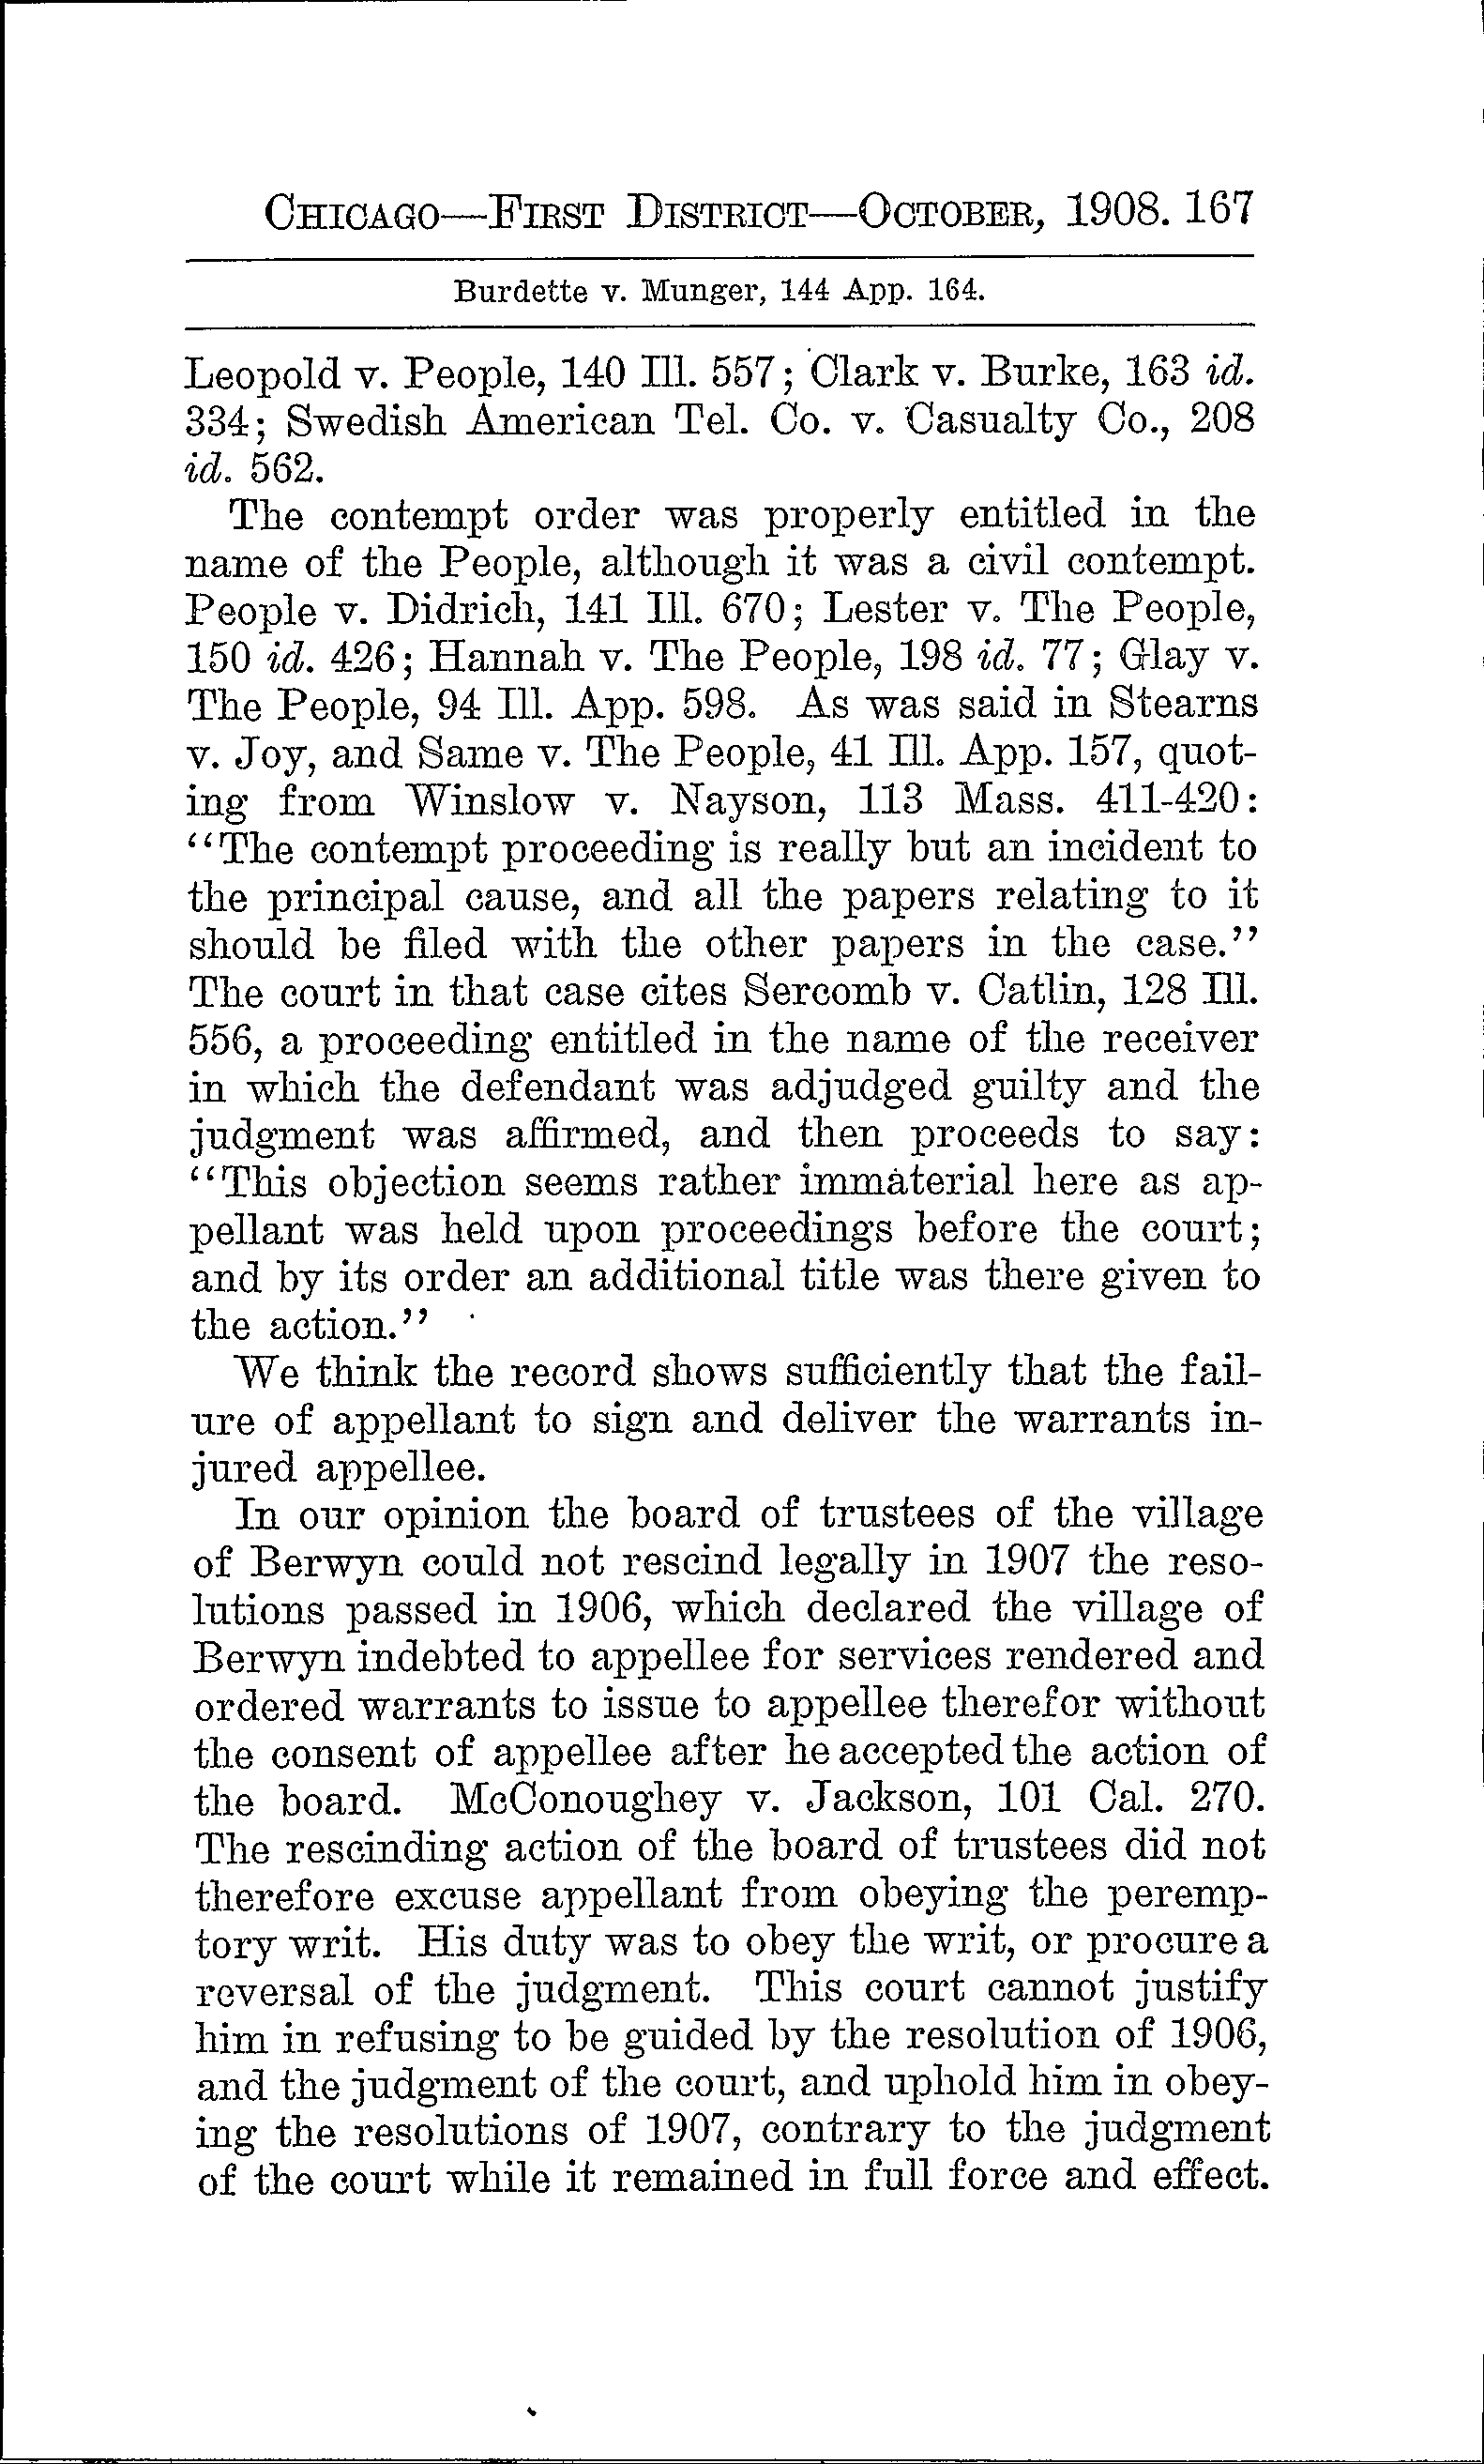 CHICAGO—FIRST DISTRICT—OCTOBER, 1908. 167
Burdette v. Munger, 144 App. 164.
Leopold v. People, 140 Ill. 557; Clark v. Burke, 163 id.
334; Swedish American Tel. Co. v. Casualty Co., 208
id. 562.
The contempt order was properly entitled in the
name of the People, although it was a civil contempt.
People v. Didrich, 141 Ill. 670; Lester v. The People,
150 id. 426; Hannah v. The People, 198 id. 77; Glay v.
The People, 94 Ill. App. 598. As was said in Stearns
v. Joy, and Same v. The People, 41 Ill. App. 157, quot-
ing from Winslow v. Nayson, 113 Mass. 411-420:
“The contempt proceeding is really but an incident to
the principal cause, and all the papers relating to it
should be filed with the other papers in the case.”
The court in that case cites Sercomb v. Catlin, 128 Ill.
556, a proceeding entitled in the name of the receiver
in which the defendant was adjudged guilty and the
judgment was affirmed, and then proceeds to say:
“This objection seems rather immaterial here as ap-
pellant was held upon proceedings before the court;
and by its order an additional title was there given to
the action.”
We think the record shows sufficiently that the fail-
ure of appellant to sign and deliver the warrants in-
jured appellee.
In our opinion the board of trustees of the village
of Berwyn could not rescind legally in 1907 the reso-
lutions passed in 1906, which declared the village of
Berwyn indebted to appellee for services rendered and
ordered warrants to issue to appellee therefor without
the consent of appellee after he accepted the action of
the board. McConoughey v. Jackson, 101 Cal. 270.
The rescinding action of the board of trustees did not
therefore excuse appellant from obeying the peremp-
tory writ. His duty was to obey the writ, or procure a
reversal of the judgment. This court cannot justify
him in refusing to be guided by the resolution of 1906,
and the judgment of the court, and uphold him in obey-
ing the resolutions of 1907, contrary to the judgment
of the court while it remained in full force and effect.